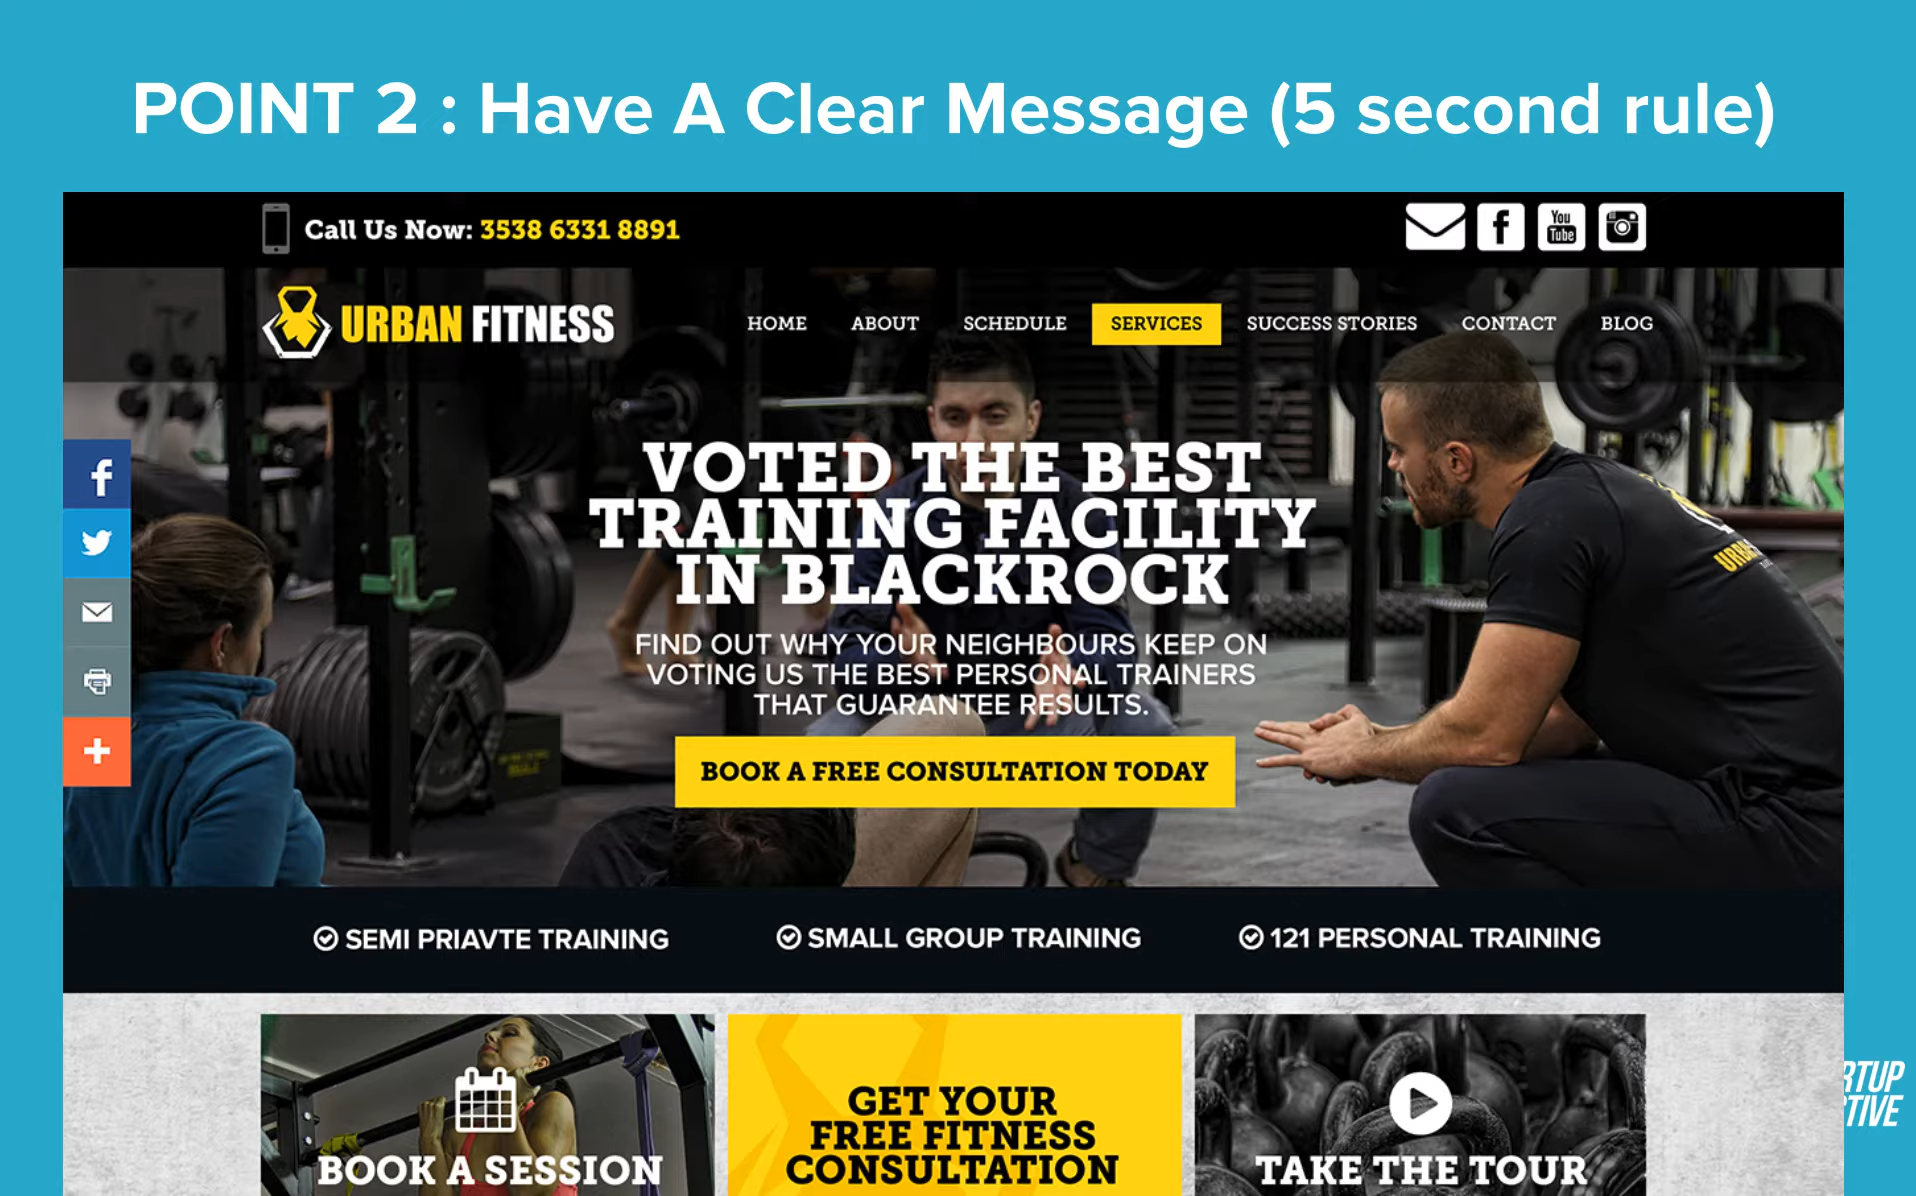 POINT 2 : Have A Clear Message (5 second rule)
Call Us Now: 3538 6331 8891
You
Tube
URBAN FITNESS
HOME ABOUT SCHEDULE SERVICES SUCCESS STORIES CONTACT BLOG
VOTED THE BEST
TRAINING FACILITY
IN BLACKROCK
FIND OUT WHY YOUR NEIGHBOURS KEEP ON
VOTING US THE BEST PERSONAL TRAINERS
THAT GUARANTEE RESULTS.
BOOK A FREE CONSULTATION TODAY
SEMI PRIAVTE TRAINING
SMALL GROUP TRAINING
121 PERSONAL TRAINING
BOOK A SESSION
GET YOUR
FREE FITNESS
CONSULTATION
TAKE THE TOUR
RTUP
TIVE